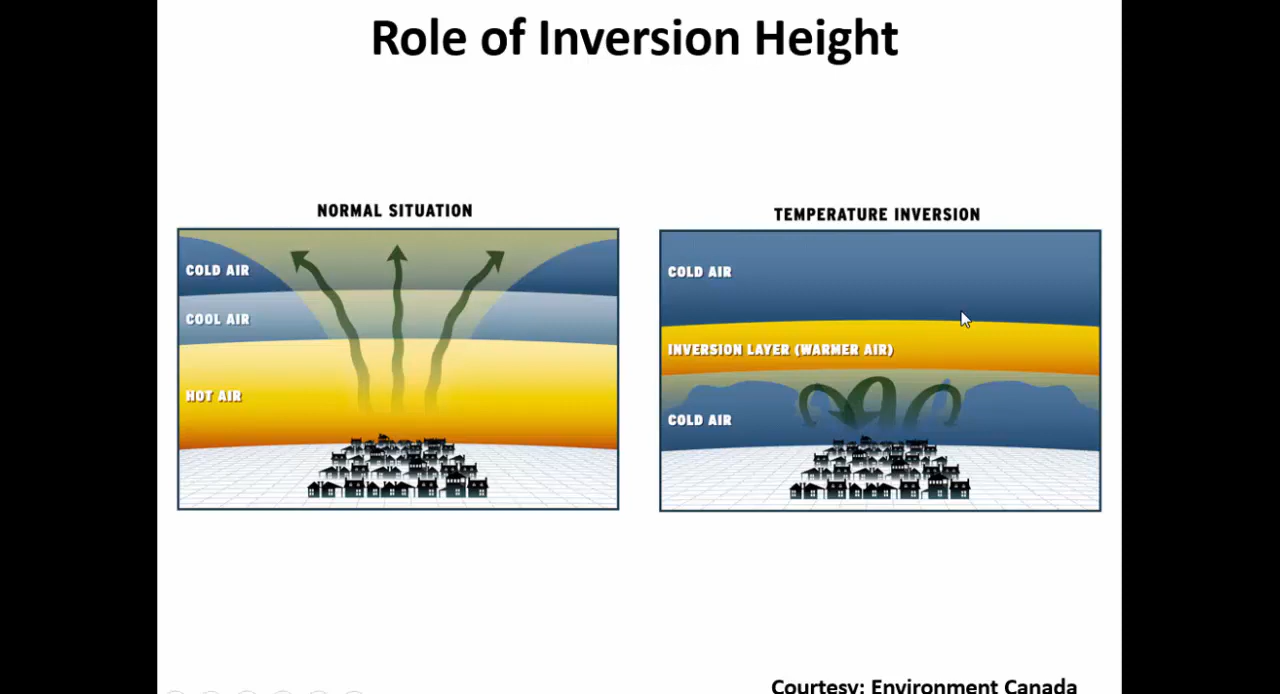 Role of Inversion Height
NORMAL SITUATION
COLD AIR
COOL AIR
HOT AIR
TEMPERATURE INVERSION
COLD AIR
INVERSION LAYER (WARMER AIR)
COLD AIR
Courtesy: Environment Canada